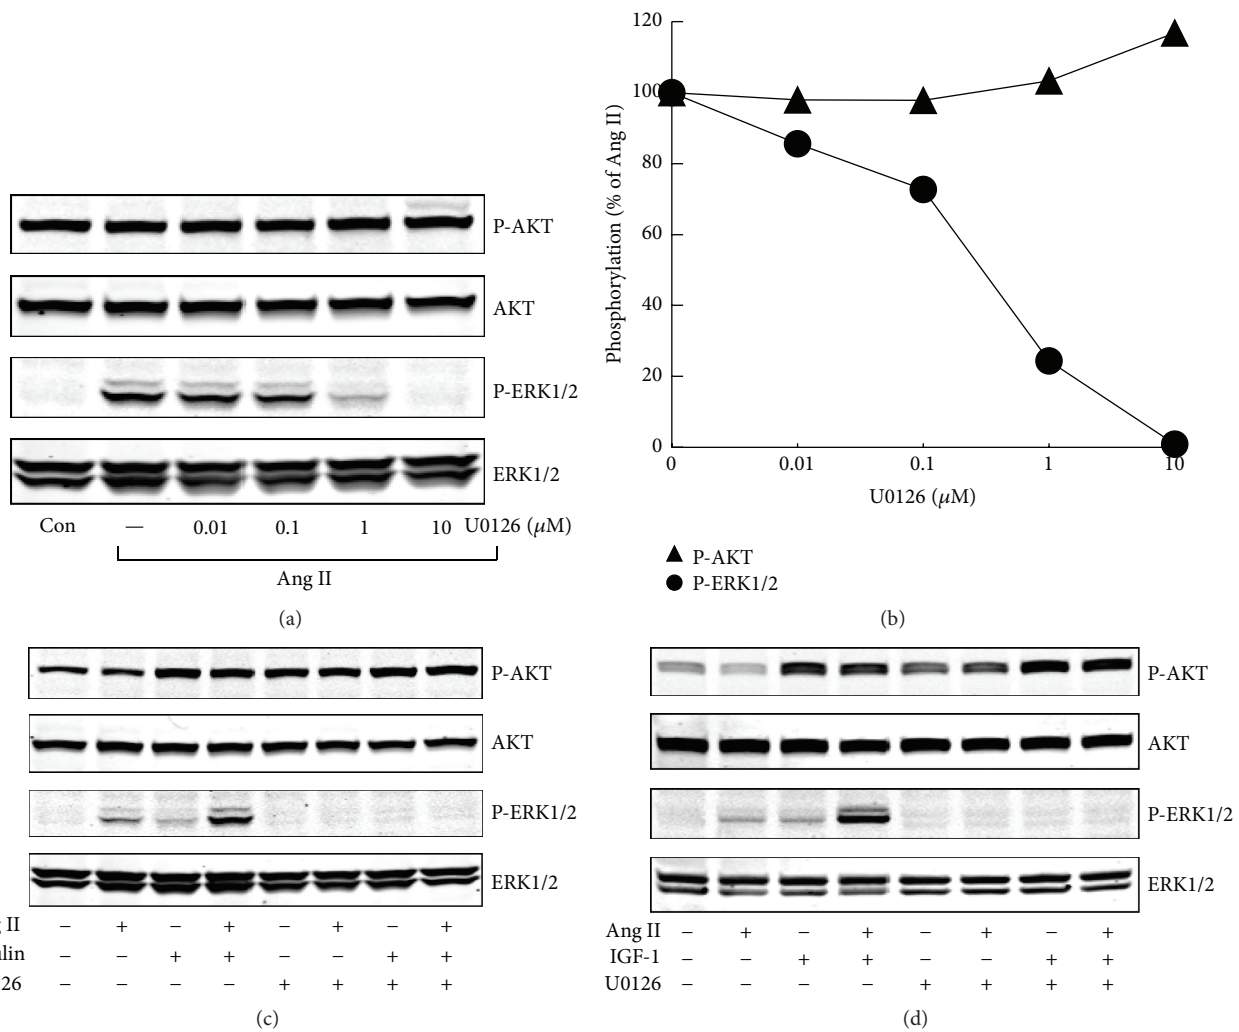 P-AKT
AKT
P-ERK1/2
ERK1/2
Con — 0.01 0.1 1 10 U0126 (μM)
Ang II
(a)
120
100
80
60
40
20
0
Phosphorylation (% of Ang II)
0 0.01 0.1 1 10
U0126 (μM)
P-AKT
P-ERK1/2
(b)
P-AKT
AKT
P-ERK1/2
ERK1/2
g II − + − + − + − +
ulin − − + + − − + +
26 − − − − + + + +
(c)
P-AKT
AKT
P-ERK1/2
ERK1/2
Ang II − + − + − + − +
IGF-1 − − + + − − + +
U0126 − − − − + + + +
(d)